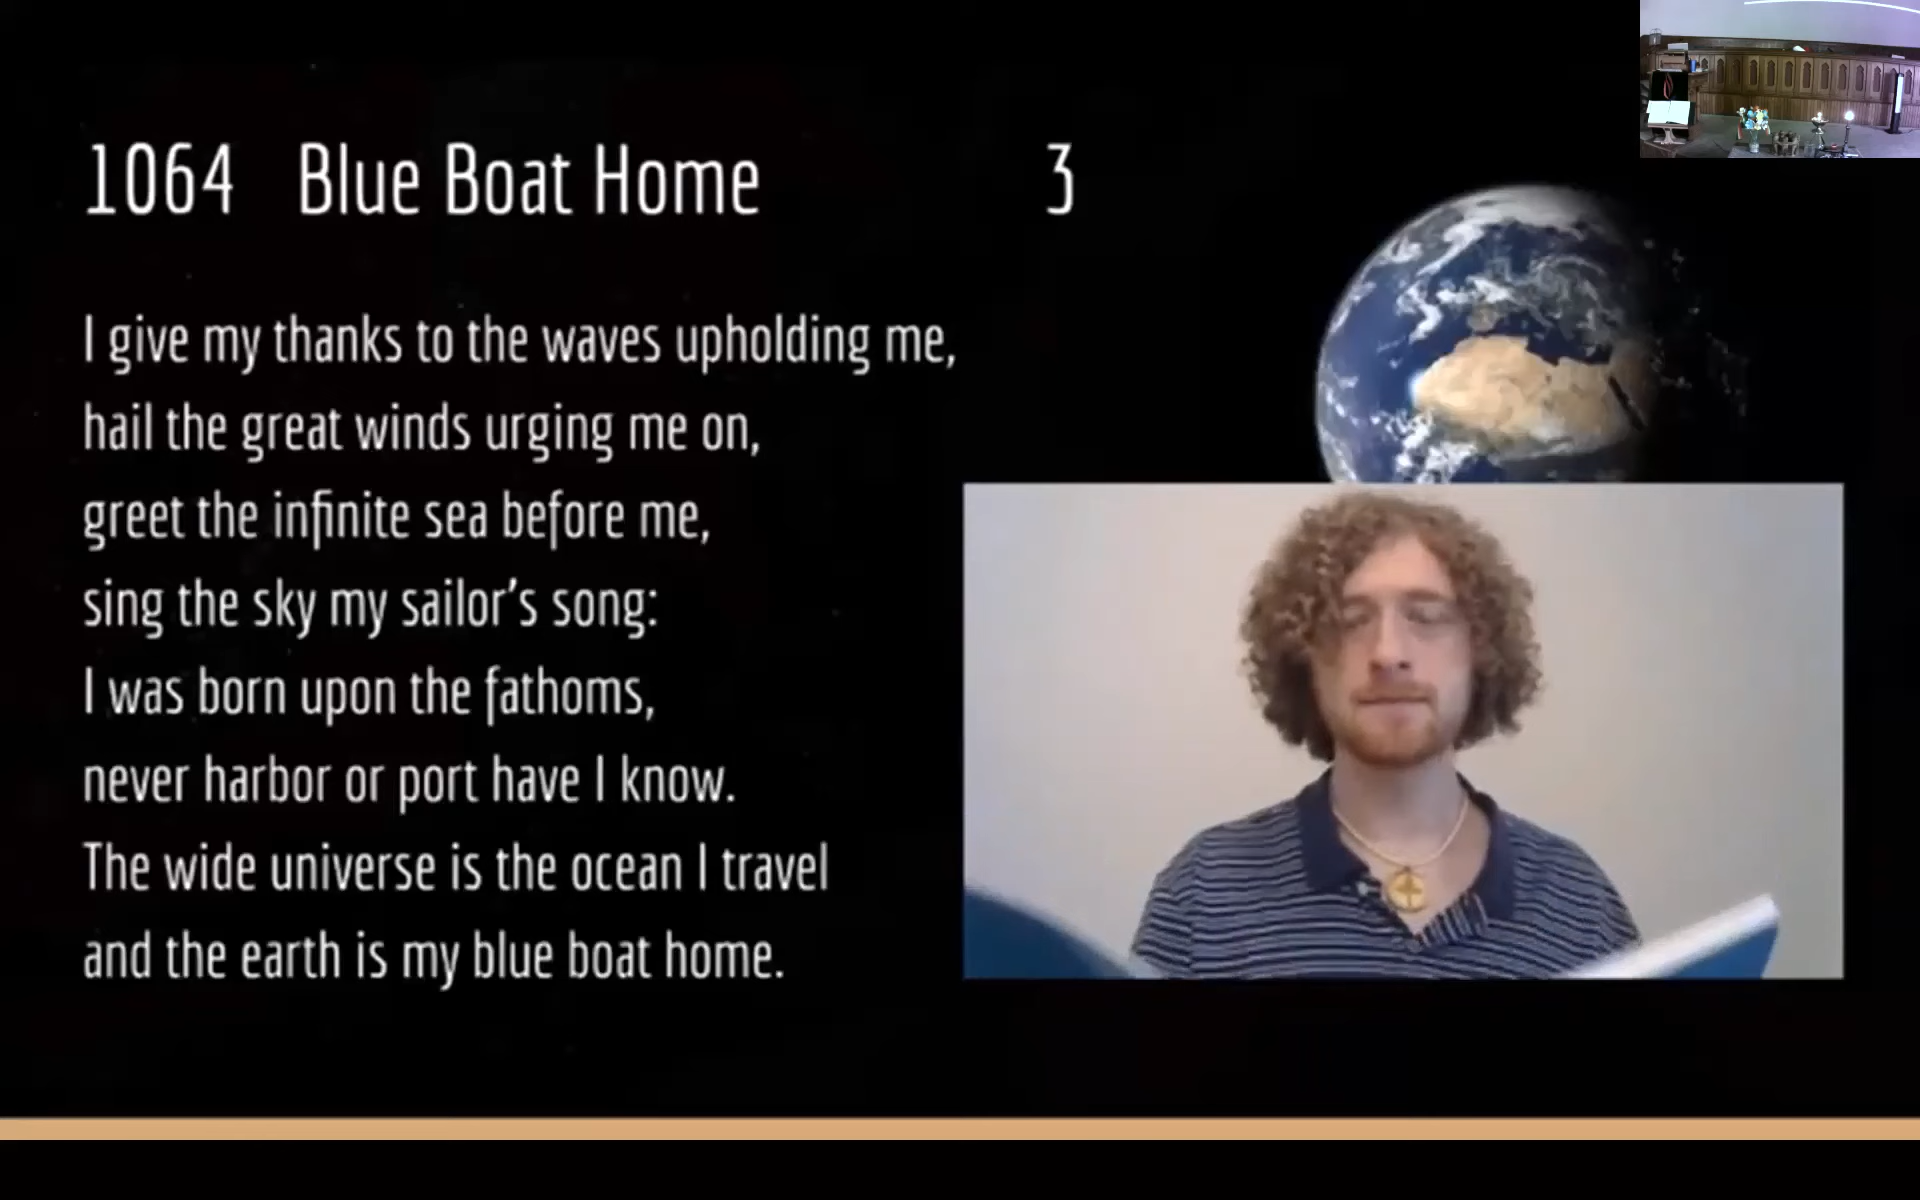 1064 Blue Boat Home 3
I give my thanks to the waves upholding me,
hail the great winds urging me on,
greet the infinite sea before me,
sing the sky my sailor's song:
I was born upon the fathoms,
never harbor or port have I know.
The wide universe is the ocean I travel
and the earth is my blue boat home.